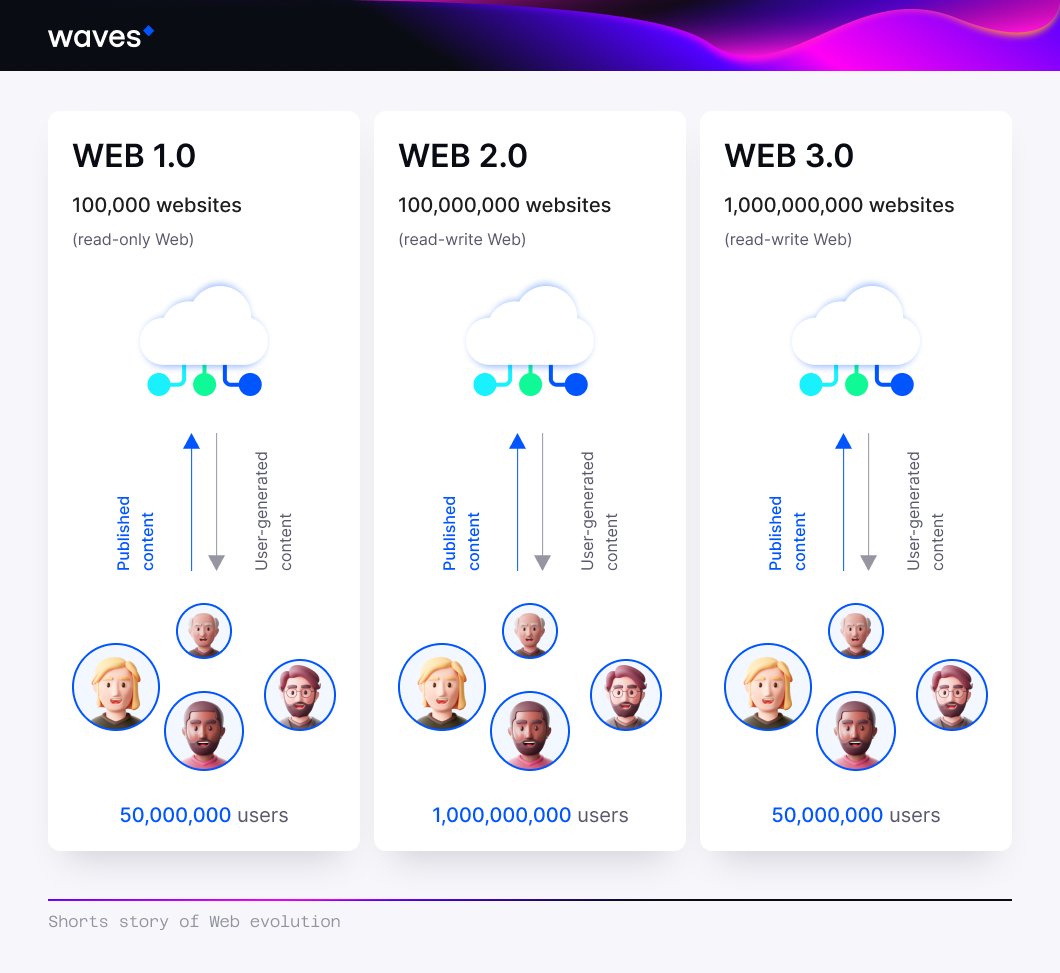 waves
WEB 1.0
100,000 websites
(read-only Web)
Published
content
User-generated
content
50,000,000 users
WEB 2.0
100,000,000 websites
(read-write Web)
Published
content
User-generated
content
1,000,000,000 users
WEB 3.0
1,000,000,000 websites
(read-write Web)
Published
content
User-generated
content
50,000,000 users
Shorts story of Web evolution